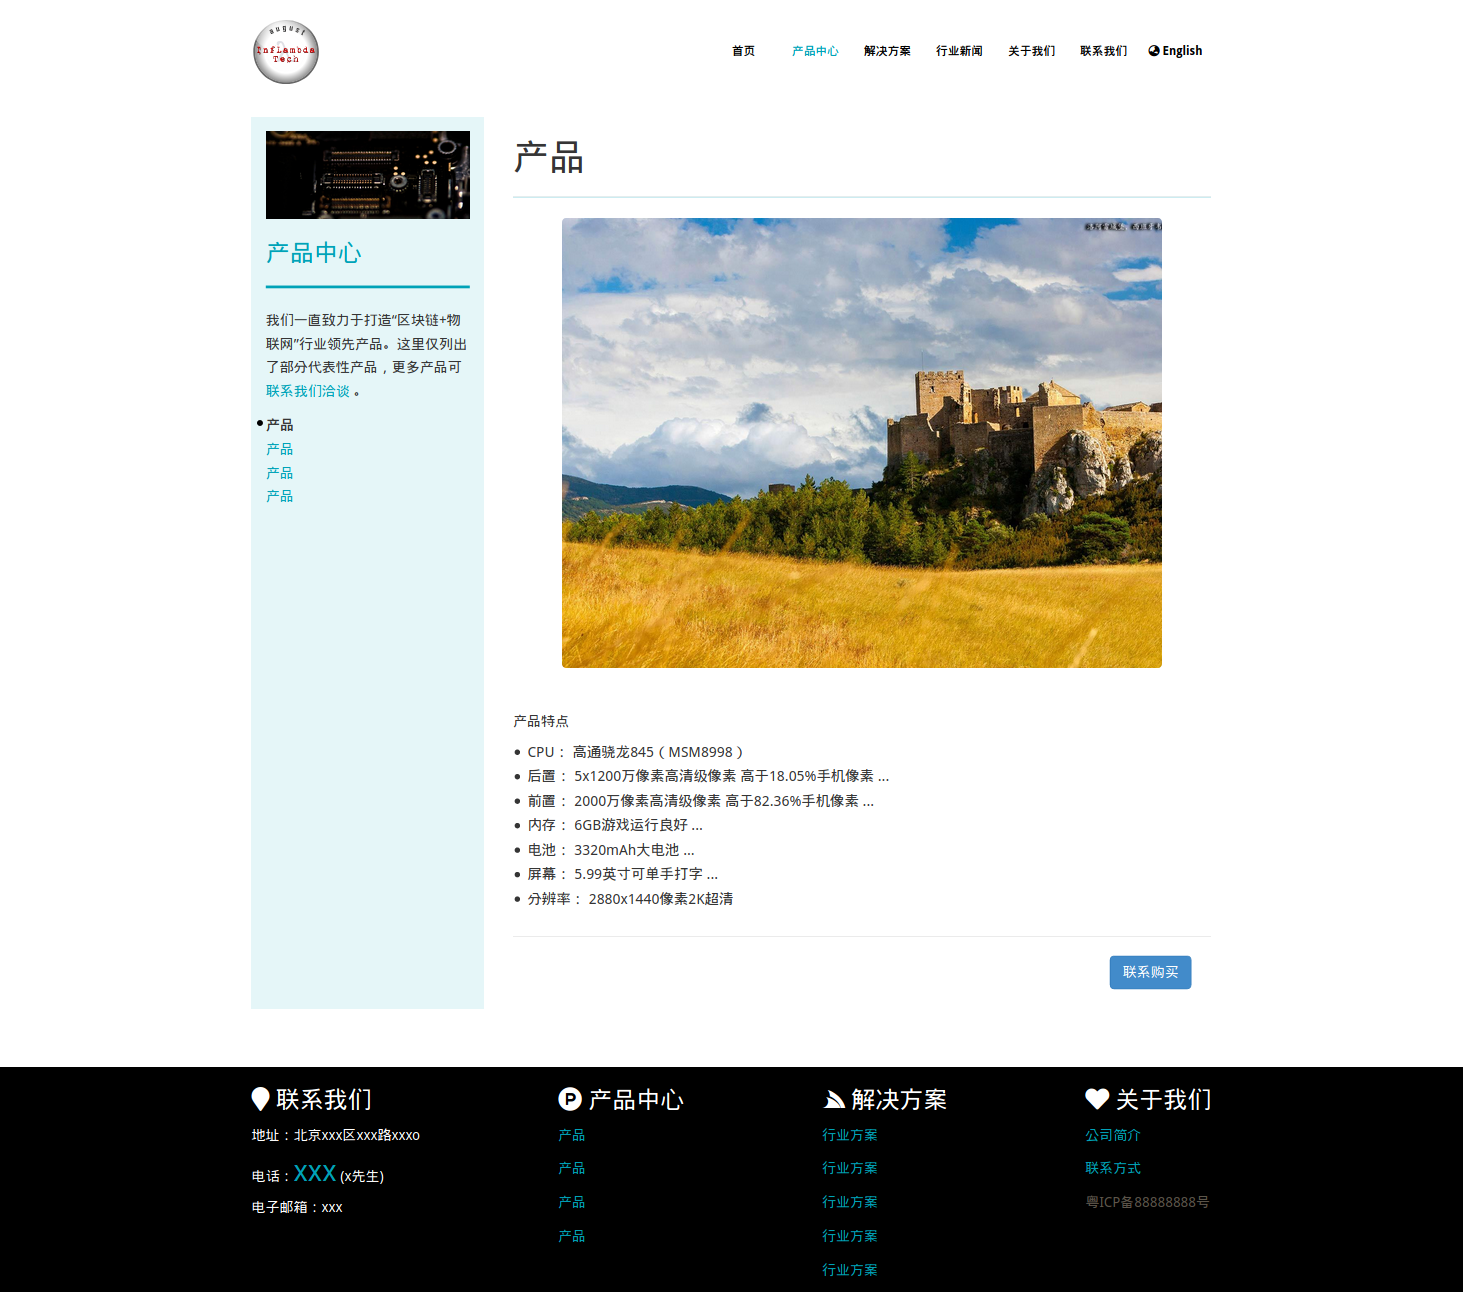 august
InfLambda
Tech
首页 产品中心 解决方案 行业新闻 关于我们 联系我们 English
产品中心
我们一直致力于打造“区块链+物
联网”行业领先产品。这里仅列出
了部分代表性产品，更多产品可
联系我们洽谈 。
产品
产品
产品
产品
产品
产品特点
CPU： 高通骁龙845（MSM8998）
后置： 5x1200万像素高清级像素 高于18.05%手机像素 ...
前置： 2000万像素高清级像素 高于82.36%手机像素 ...
内存： 6GB游戏运行良好 ...
电池： 3320mAh大电池 ...
屏幕： 5.99英寸可单手打字 ...
分辨率： 2880x1440像素2K超清
联系购买
联系我们
地址：北京xxx区xxx路xxxo
电话：XXX (x先生)
电子邮箱：xxx
产品中心
产品
产品
产品
产品
解决方案
行业方案
行业方案
行业方案
行业方案
行业方案
关于我们
公司简介
联系方式
粤ICP备88888888号